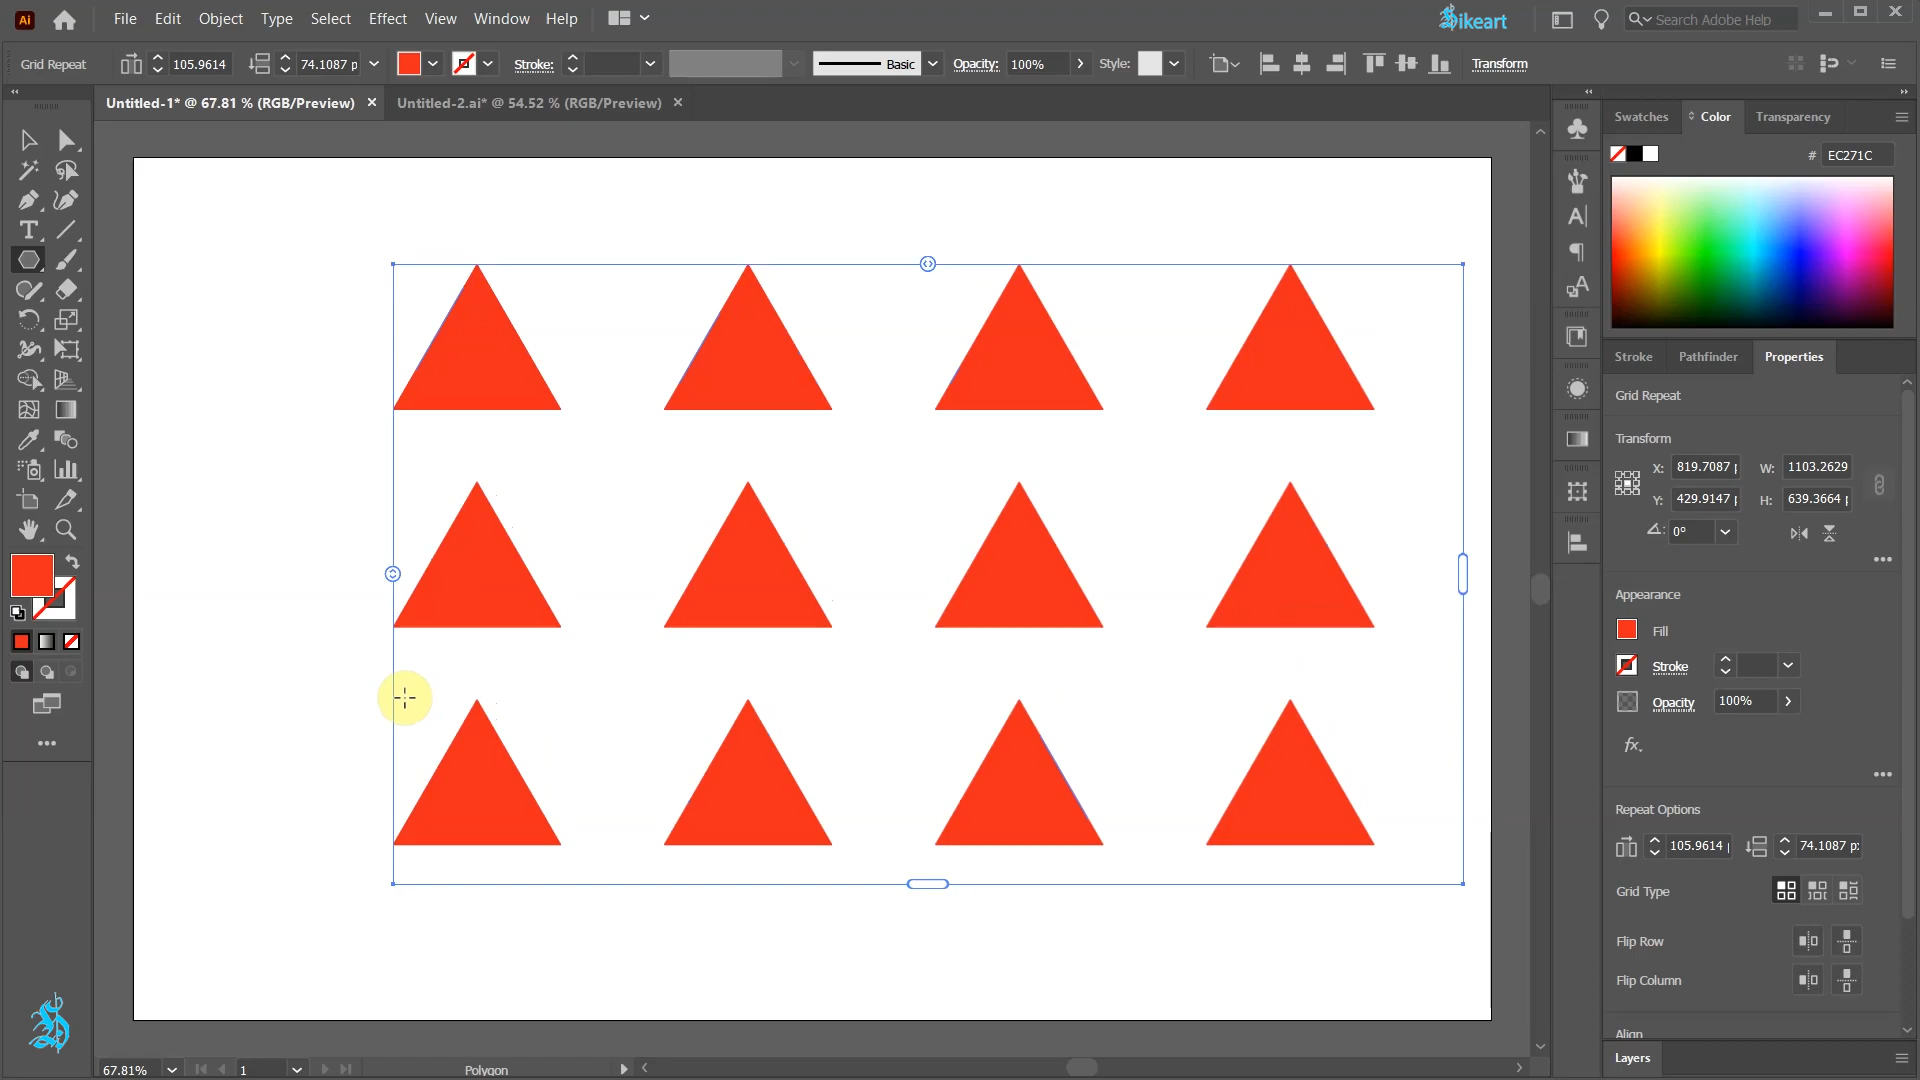 Ai File Edit Object Type Select Effect View Window Help
Sikeart
Search Adobe Help
Grid Repeat
105.9614
74.1087 p
Stroke:
Basic
Opacity:
100%
Style:
Transform
Untitled-1* @ 67.81 % (RGB/Preview)
Untitled-2.ai* @ 54.52 % (RGB/Preview)
Swatches
Color
Transparency
# EC271C
Stroke
Pathfinder
Properties
Grid Repeat
Transform
X: 819.7087 W: 1103.2629
Y: 429.9147 H: 639.3664
0°
Appearance
Fill
Stroke
Opacity
100%
fx.
Repeat Options
105.9614
74.1087 p
Grid Type
Flip Row
Flip Column
Align
Layers
67.81%
1
Polygon